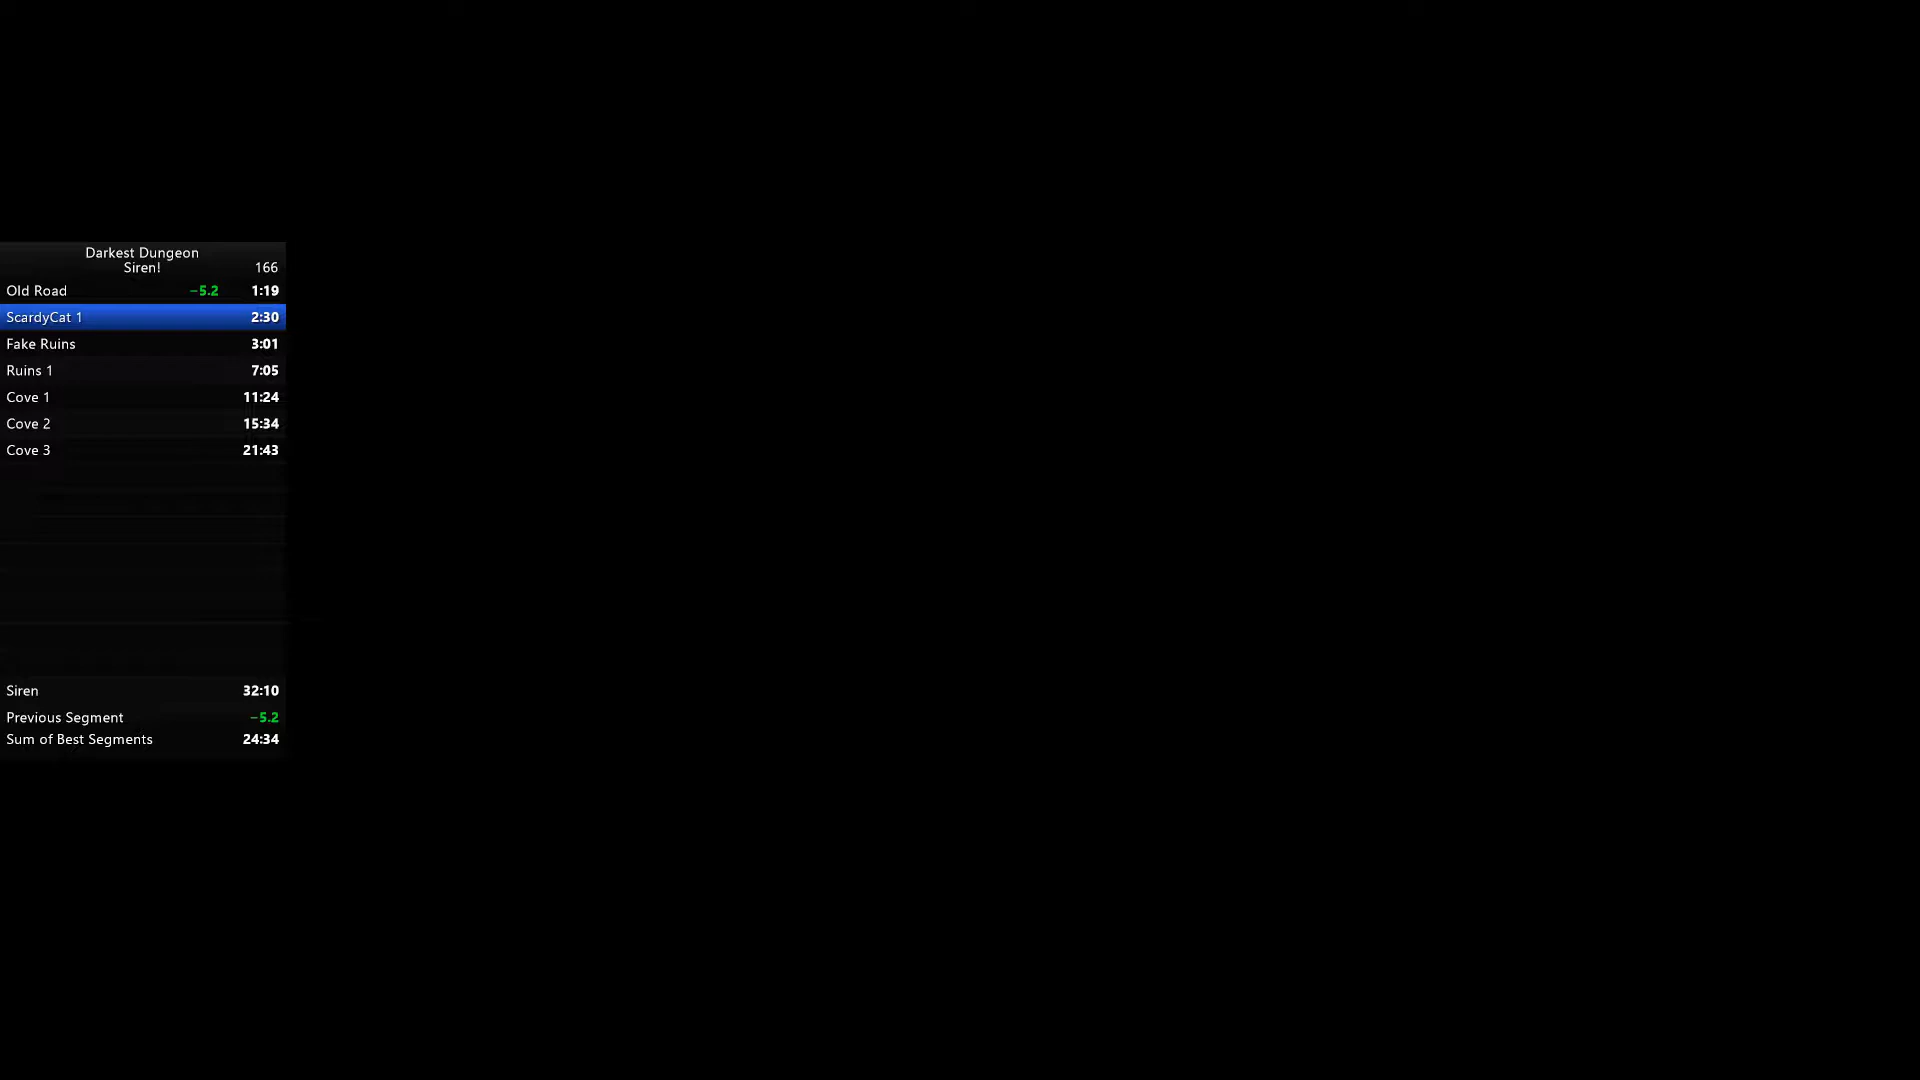 Darkest Dungeon
Siren! 166
Old Road −5.2 1:19
ScardyCat 1 2:30
Fake Ruins 3:01
Ruins 1 7:05
Cove 1 11:24
Cove 2 15:34
Cove 3 21:43
Siren 32:10
Previous Segment −5.2
Sum of Best Segments 24:34